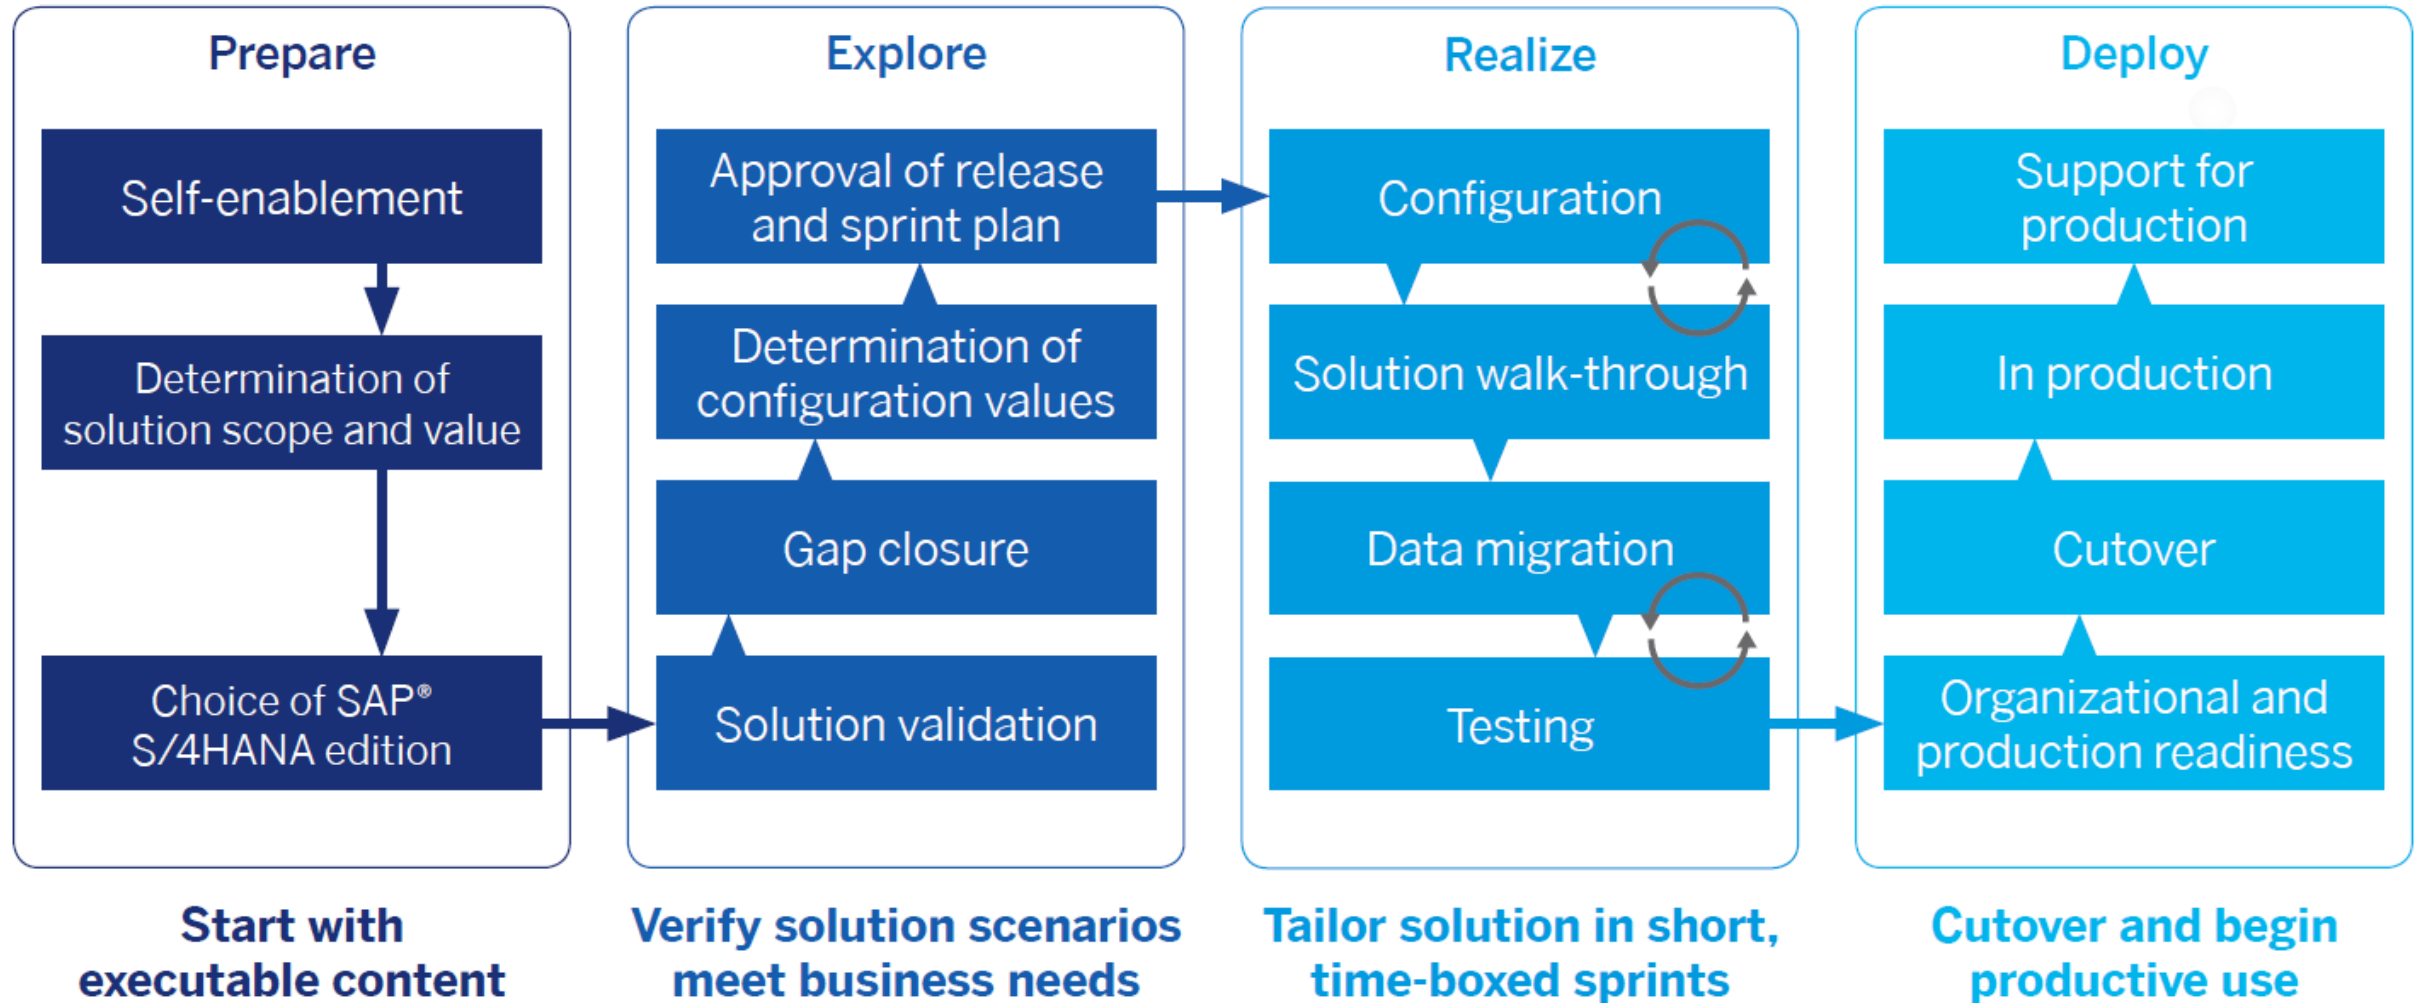 Prepare
Self-enablement
Determination of
solution scope and value
Choice of SAP®
S/4HANA edition
Start with
executable content
Explore
Approval of release
and sprint plan
Determination of
configuration values
Gap closure
Solution validation
Verify solution scenarios
meet business needs
Realize
Configuration
Solution walk-through
Data migration
Testing
Tailor solution in short,
time-boxed sprints
Deploy
Support for
production
In production
Cutover
Organizational and
production readiness
Cutover and begin
productive use